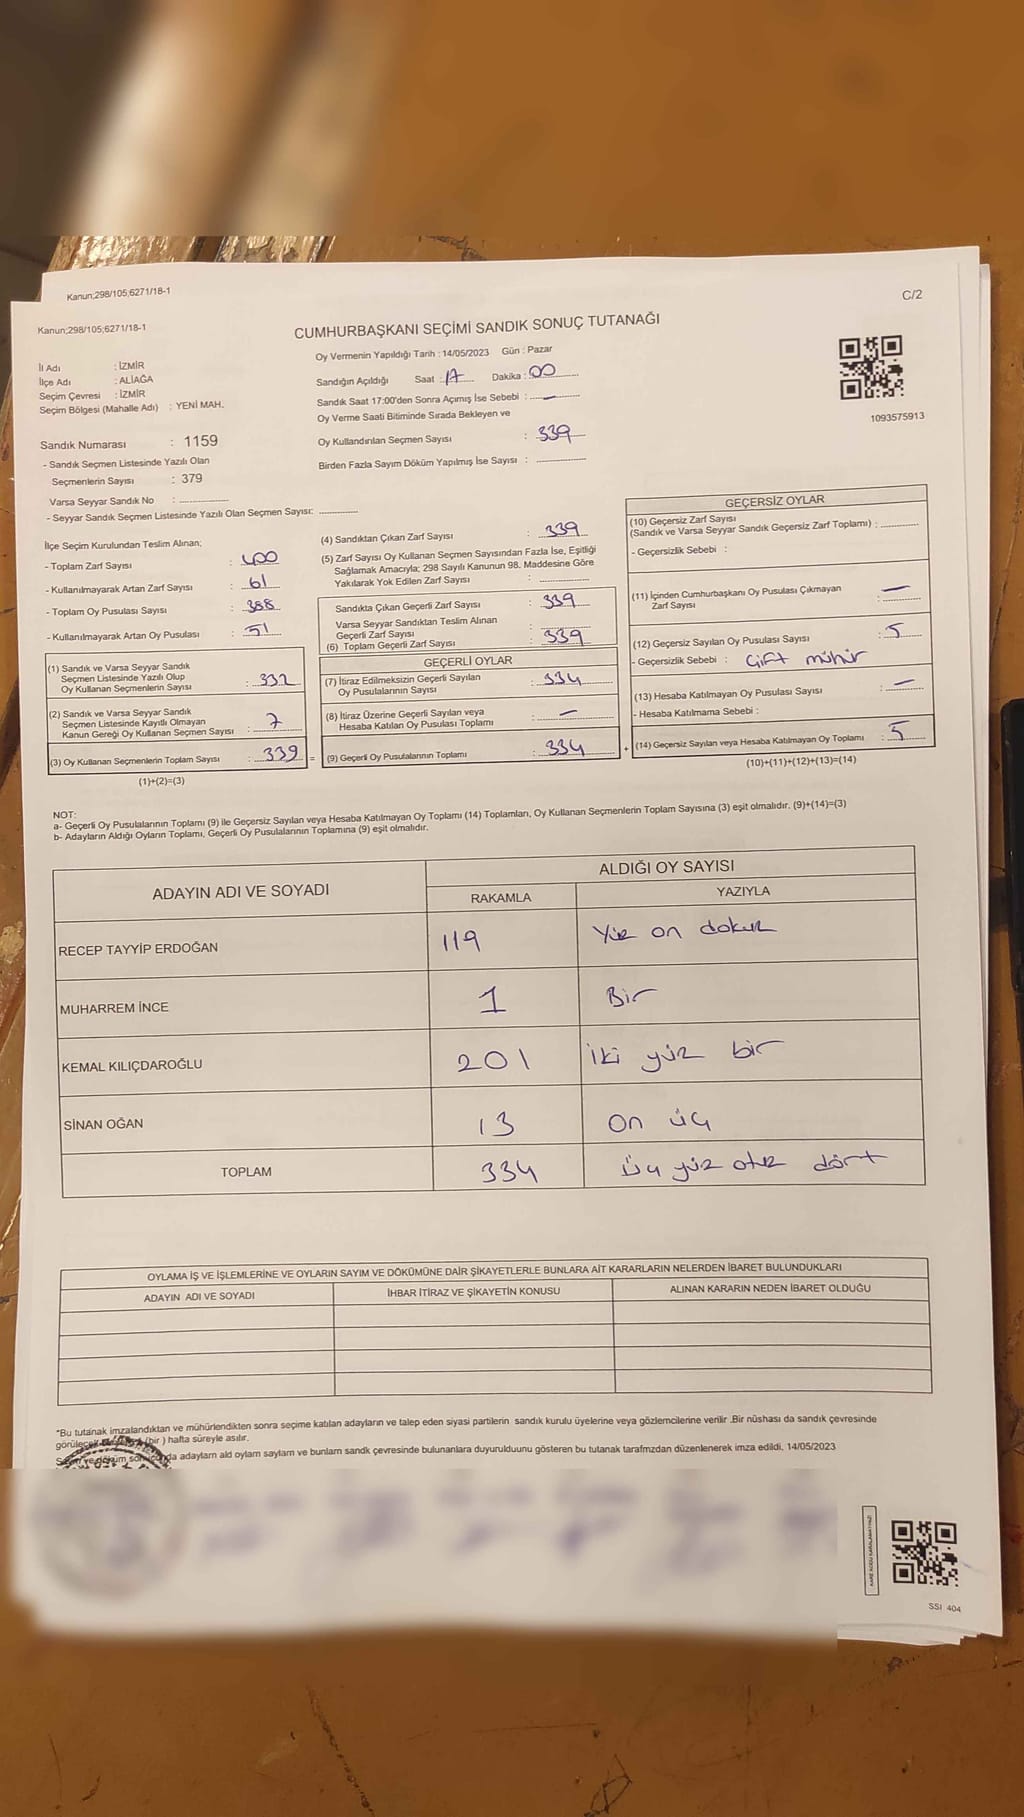 Kanun;298/105;6271/18-1
C/2
Kanun;298/105;6271/18-1
CUMHURBAŞKANI SEÇİMİ SANDIK SONUÇ TUTANAĞI
İl Adı : İZMİR
İlçe Adı : ALİAĞA
Seçim Çevresi : İZMİR
Seçim Bölgesi (Mahalle Adı) : YENİ MAH.
Sandık Numarası : 1159
- Sandık Seçmen Listesinde Yazılı Olan
Seçmenlerin Sayısı : 379
Varsa Seyyar Sandık No : ............
- Seyyar Sandık Seçmen Listesinde Yazılı Olan Seçmen Sayısı: ............
Oy Vermenin Yapıldığı Tarih : 14/05/2023 Gün : Pazar
Sandığın Açıldığı Saat : 17 Dakika : 00
Sandık Saat 17:00'den Sonra Açımış İse Sebebi : —
Oy Verme Saati Bitiminde Sırada Bekleyen ve
Oy Kullandırılan Seçmen Sayısı : 339
Birden Fazla Sayım Döküm Yapılmış İse Sayısı : ............
1093575913
İlçe Seçim Kurulundan Teslim Alınan;
- Toplam Zarf Sayısı : 400
- Kullanılmayarak Artan Zarf Sayısı : 61
- Toplam Oy Pusulası Sayısı : 388
- Kullanılmayarak Artan Oy Pusulası : 51
(1) Sandık ve Varsa Seyyar Sandık
Seçmen Listesinde Yazılı Olup
Oy Kullanan Seçmenlerin Sayısı : 332
(2) Sandık ve Varsa Seyyar Sandık
Seçmen Listesinde Kayıtlı Olmayan
Kanun Gereği Oy Kullanan Seçmen Sayısı : 7
(3) Oy Kullanan Seçmenlerin Toplam Sayısı : 339
(1)+(2)=(3)
(4) Sandıktan Çıkan Zarf Sayısı : 339
(5) Zarf Sayısı Oy Kullanan Seçmen Sayısından Fazla İse, Eşitliği
Sağlamak Amacıyla; 298 Sayılı Kanunun 98. Maddesine Göre
Yakılarak Yok Edilen Zarf Sayısı : ............
Sandıkta Çıkan Geçerli Zarf Sayısı : 339
Varsa Seyyar Sandıktan Teslim Alınan
Geçerli Zarf Sayısı : ............
(6) Toplam Geçerli Zarf Sayısı : 339
GEÇERLİ OYLAR
(7) İtiraz Edilmeksizin Geçerli Sayılan
Oy Pusulalarının Sayısı : 334
(8) İtiraz Üzerine Geçerli Sayılan veya
Hesaba Katılan Oy Pusulası Toplamı : —
= (9) Geçerli Oy Pusulalarının Toplamı : 334 +
GEÇERSİZ OYLAR
(10) Geçersiz Zarf Sayısı
(Sandık ve Varsa Seyyar Sandık Geçersiz Zarf Toplamı) : ............
- Geçersizlik Sebebi :
(11) İçinden Cumhurbaşkanı Oy Pusulası Çıkmayan
Zarf Sayısı : —
(12) Geçersiz Sayılan Oy Pusulası Sayısı : 5
- Geçersizlik Sebebi : Çift mühür
(13) Hesaba Katılmayan Oy Pusulası Sayısı : —
- Hesaba Katılmama Sebebi :
(14) Geçersiz Sayılan veya Hesaba Katılmayan Oy Toplamı : 5
(10)+(11)+(12)+(13)=(14)
NOT:
a- Geçerli Oy Pusulalarının Toplamı (9) ile Geçersiz Sayılan veya Hesaba Katılmayan Oy Toplamı (14) Toplamları, Oy Kullanan Seçmenlerin Toplam Sayısına (3) eşit olmalıdır. (9)+(14)=(3)
b- Adayların Aldığı Oyların Toplamı, Geçerli Oy Pusulalarının Toplamına (9) eşit olmalıdır.
ADAYIN ADI VE SOYADI ALDIĞI OY SAYISI
RAKAMLA YAZIYLA
RECEP TAYYİP ERDOĞAN 119 Yüz on dokuz
MUHARREM İNCE 1 Bir
KEMAL KILIÇDAROĞLU 201 iki yüz bir
SİNAN OĞAN 13 On üç
TOPLAM 334 Üç yüz otuz dört
OYLAMA İŞ VE İŞLEMLERİNE VE OYLARIN SAYIM VE DÖKÜMÜNE DAİR ŞİKAYETLERLE BUNLARA AİT KARARLARIN NELERDEN İBARET BULUNDUKLARI
ADAYIN ADI VE SOYADI İHBAR İTİRAZ VE ŞİKAYETİN KONUSU ALINAN KARARIN NEDEN İBARET OLDUĞU
*Bu tutanak imzalandıktan ve mühürlendikten sonra seçime katılan adayların ve talep eden siyasi partilerin sandık kurulu üyelerine veya gözlemcilerine verilir .Bir nüshası da sandık çevresinde
(bir ) hafta süreyle asılır.
adaylarn ald oylarn saylarn ve bunlarn sandk çevresinde bulunanlara duyurulduunu gösteren bu tutanak tarafmzdan düzenlenerek imza edildi, 14/05/2023
SSI 404